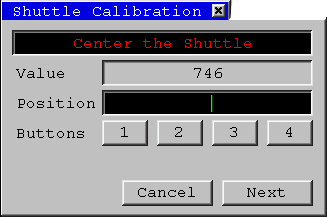 Shuttle Calibration
Center the Shuttle
Value 746
Position
Buttons 1 2 3 4
Cancel Next